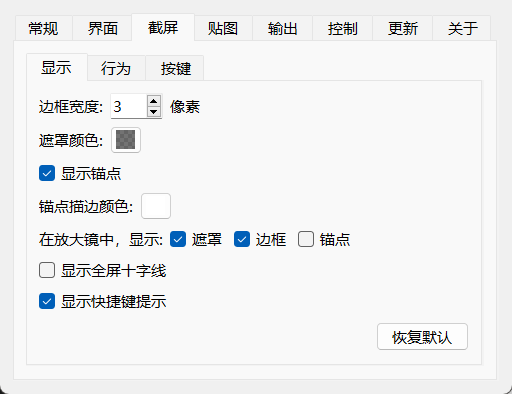 常规 界面 截屏 贴图 输出 控制 更新 关于
显示 行为 按键
边框宽度: 3 像素
遮罩颜色:
显示锚点
锚点描边颜色:
在放大镜中，显示: 遮罩 边框 锚点
显示全屏十字线
显示快捷键提示
恢复默认